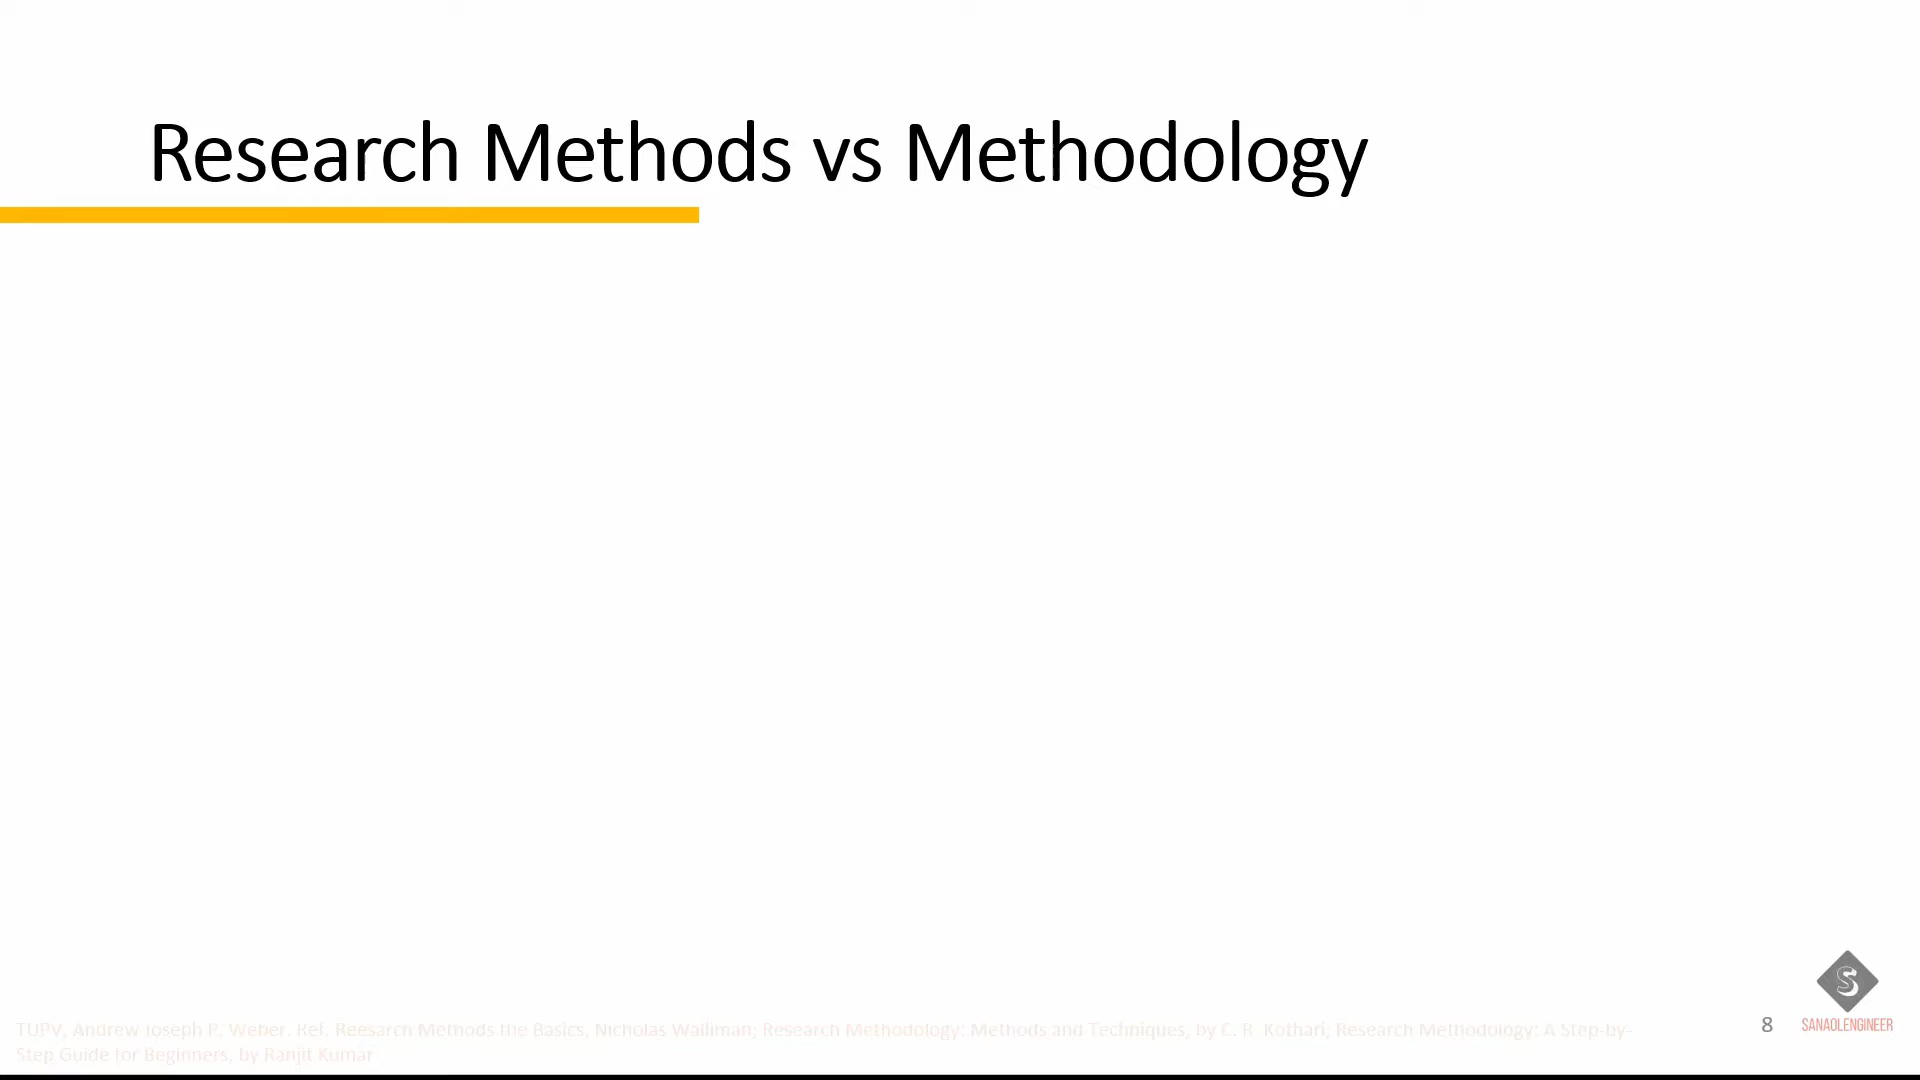 Research Methods vs Methodology
TUPV, Andrew Joseph P. Weber. Ref. Reesarch Methods the Basics, Nicholas Walliman; Research Methodology: Methods and Techniques, by C. R. Kothari; Research Methodology: A Step-by-
Step Guide for Beginners, by Ranjit Kumar
8
S
SANAOLENGINEER